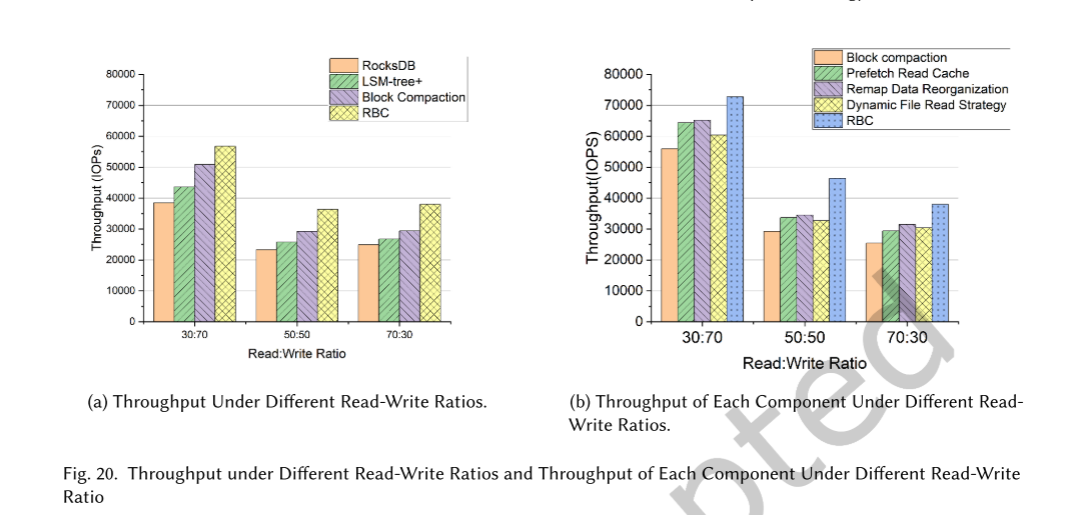 RocksDB
LSM-tree+
Block Compaction
RBC
80000
70000
60000
50000
40000
30000
20000
10000
0
Throughput (IOPs)
30:70
50:50
70:30
Read:Write Ratio
(a) Throughput Under Different Read-Write Ratios.
Block compaction
Prefetch Read Cache
Remap Data Reorganization
Dynamic File Read Strategy
RBC
80000
70000
60000
50000
40000
30000
20000
10000
0
Throughput(IOPS)
30:70
50:50
70:30
Read:Write Ratio
(b) Throughput of Each Component Under Different Read-
Write Ratios.
Fig. 20. Throughput under Different Read-Write Ratios and Throughput of Each Component Under Different Read-Write
Ratio
pted